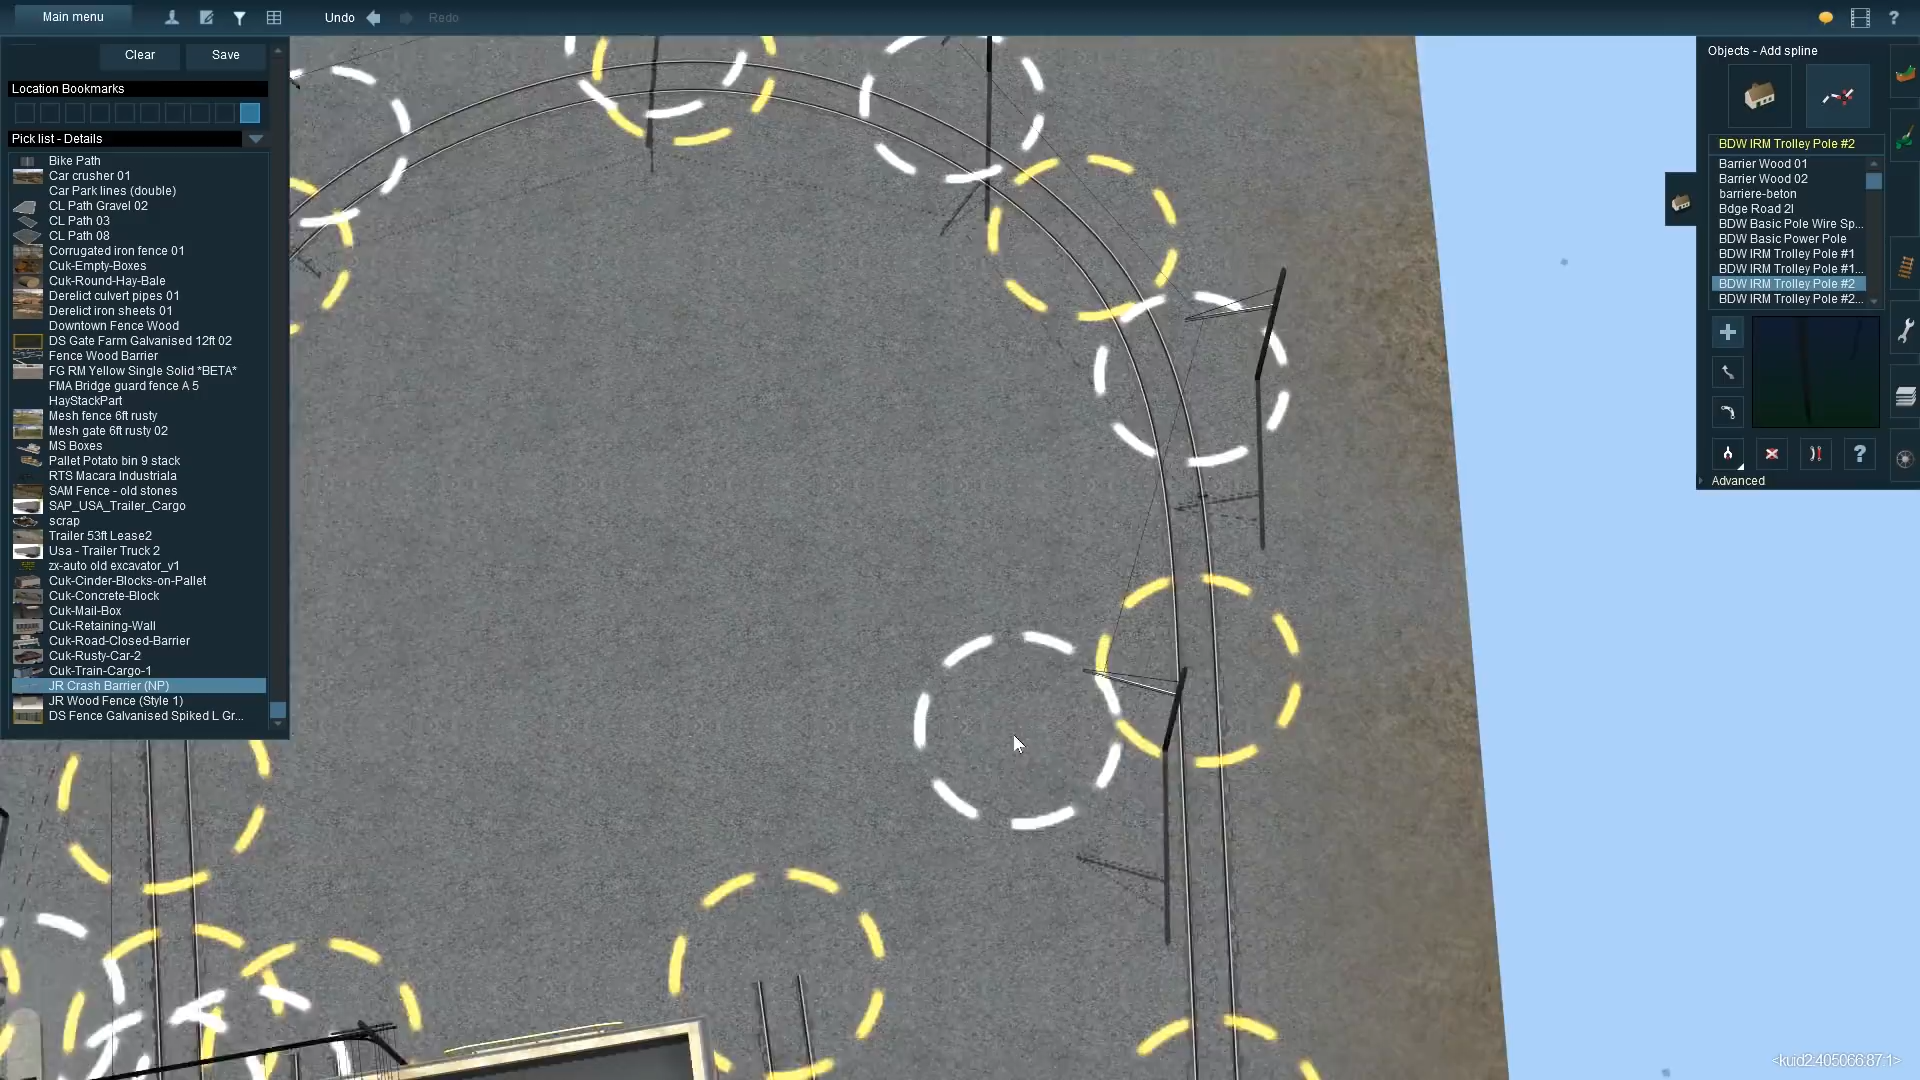 Main menu
Undo
Redo
Clear
Save
Location Bookmarks
Pick list - Details
Bike Path
Car crusher 01
Car Park lines (double)
CL Path Gravel 02
CL Path 03
CL Path 08
Corrugated iron fence 01
Cuk-Empty-Boxes
Cuk-Round-Hay-Bale
Derelict culvert pipes 01
Derelict iron sheets 01
Downtown Fence Wood
DS Gate Farm Galvanised 12ft 02
Fence Wood Barrier
FG RM Yellow Single Solid *BETA*
FMA Bridge guard fence A 5
HayStackPart
Mesh fence 6ft rusty
Mesh gate 6ft rusty 02
MS Boxes
Pallet Potato bin 9 stack
RTS Macara Industriala
SAM Fence - old stones
SAP_USA_Trailer_Cargo
scrap
Trailer 53ft Lease2
Usa - Trailer Truck 2
zx-auto old excavator_v1
Cuk-Cinder-Blocks-on-Pallet
Cuk-Concrete-Block
Cuk-Mail-Box
Cuk-Retaining-Wall
Cuk-Road-Closed-Barrier
Cuk-Rusty-Car-2
Cuk-Train-Cargo-1
JR Crash Barrier (NP)
JR Wood Fence (Style 1)
DS Fence Galvanised Spiked L Gr...
Objects - Add spline
BDW IRM Trolley Pole #2
Barrier Wood 01
Barrier Wood 02
barriere-beton
Bdge Road 2l
BDW Basic Pole Wire Sp...
BDW Basic Power Pole
BDW IRM Trolley Pole #1
BDW IRM Trolley Pole #1...
BDW IRM Trolley Pole #2
BDW IRM Trolley Pole #2...
Advanced
<kuid2:405066:87:1>